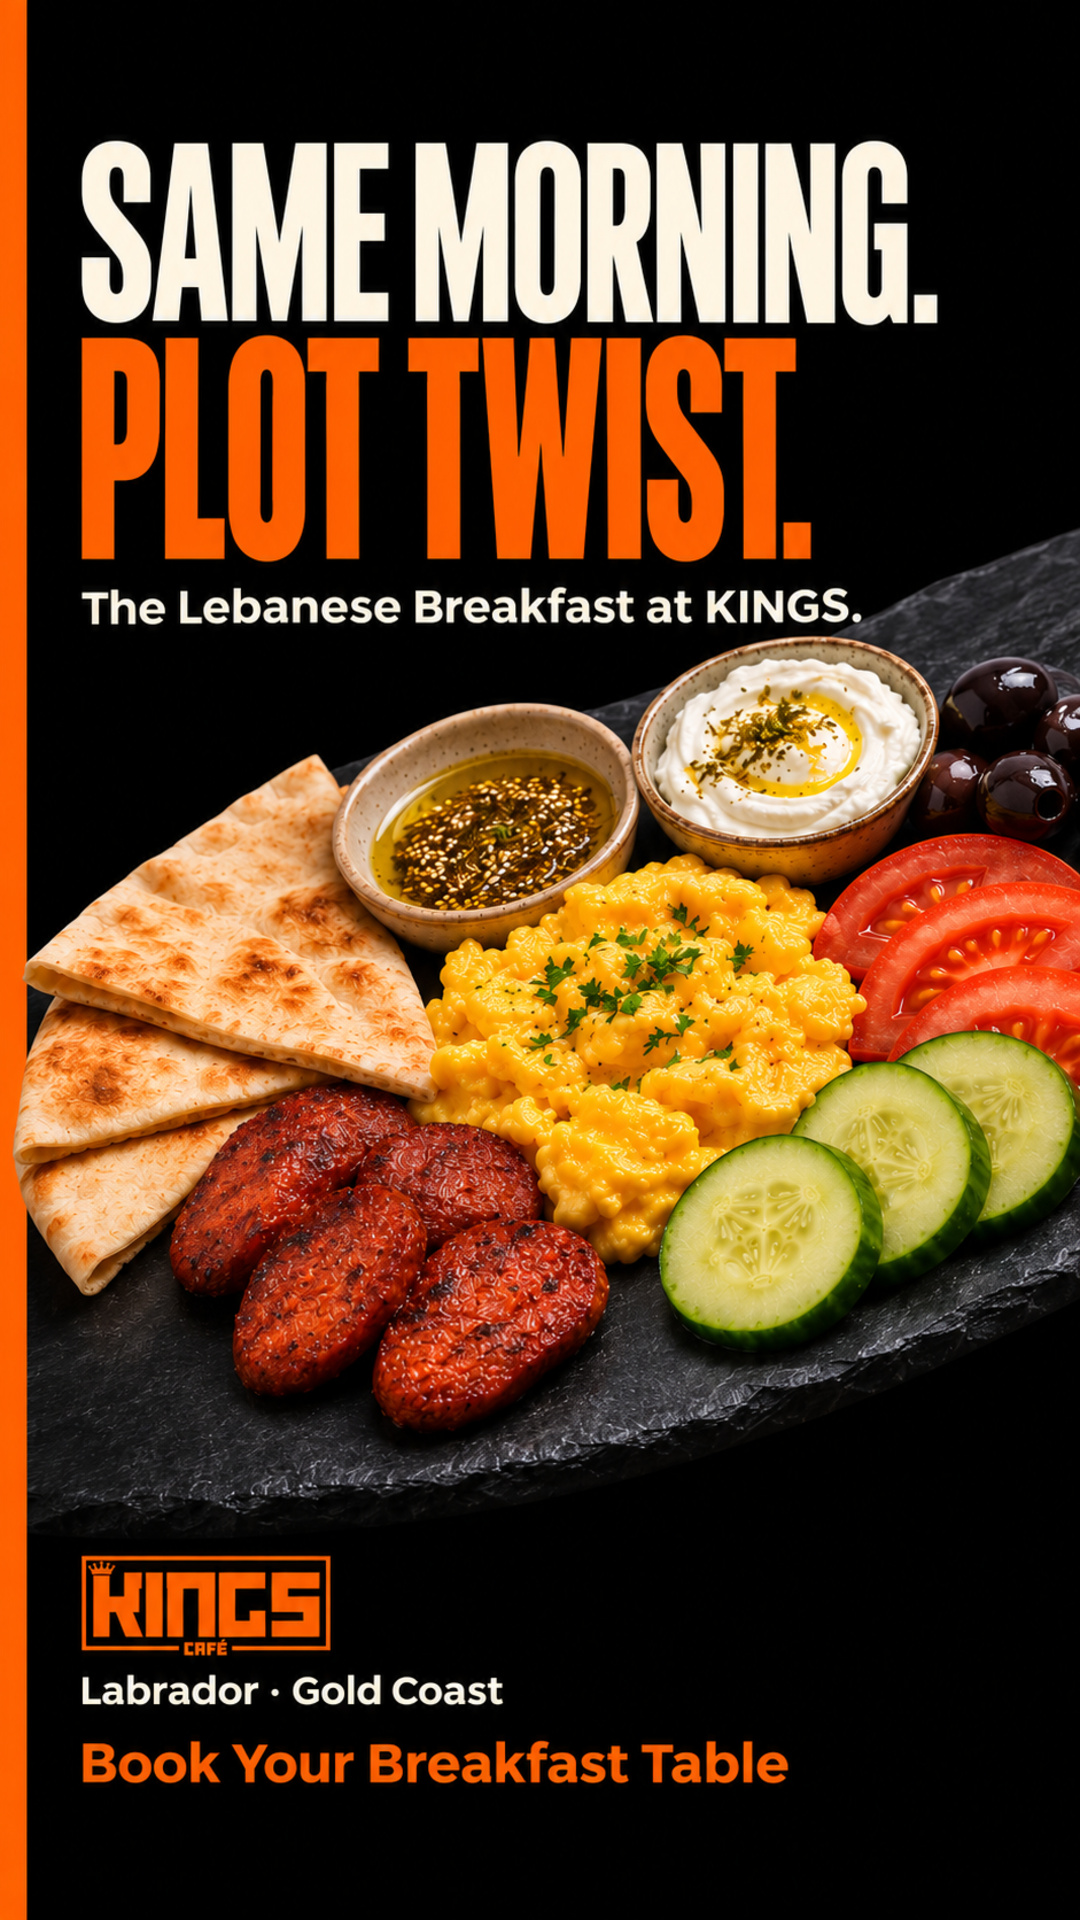 SAME MORNING.
PLOT TWIST.
The Lebanese Breakfast at KINGS.
KINGS
CAFÉ
Labrador · Gold Coast
Book Your Breakfast Table